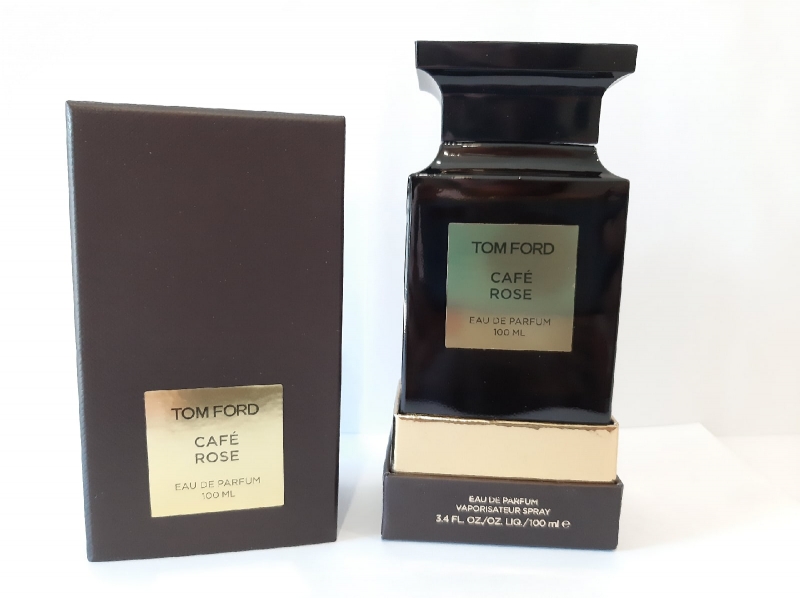 TOM FORD
CAFÉ
ROSE
EAU DE PARFUM
100 ML
TOM FORD
CAFÉ
ROSE
EAU DE PARFUM
100 ML
EAU DE PARFUM
VAPORISATEUR SPRAY
3.4 FL. OZ./OZ. LIQ./100 ml ℮